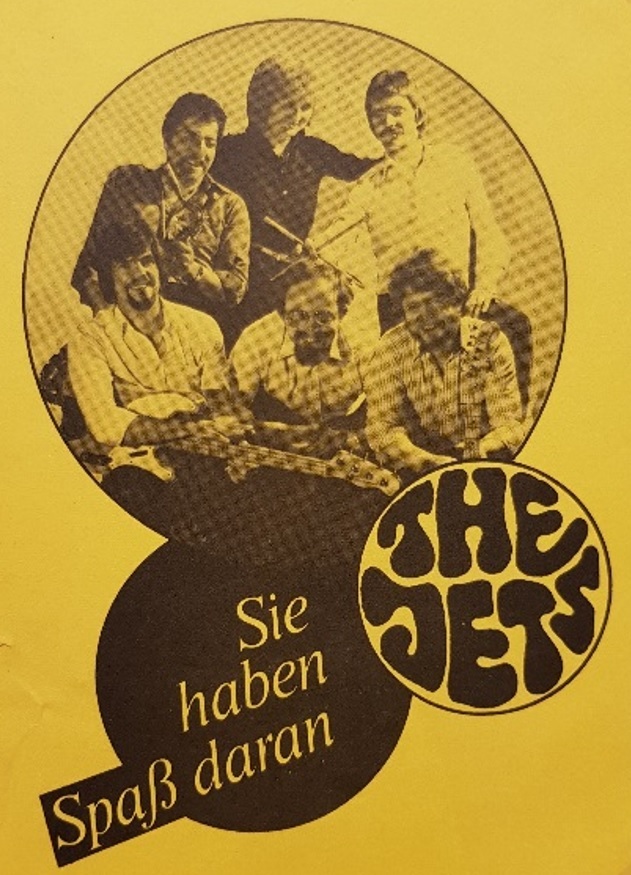 THE
JETS
Sie
haben
Spaß daran